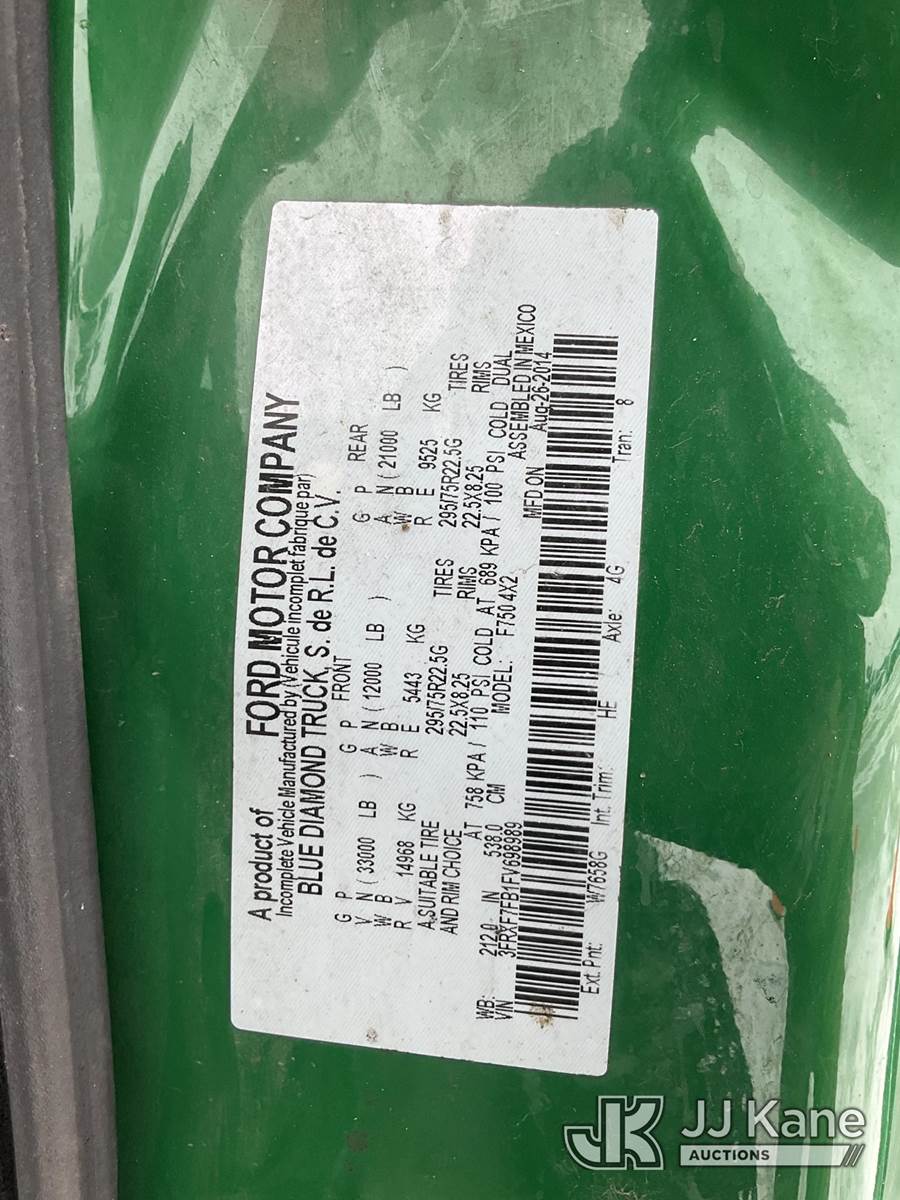 A product of FORD MOTOR COMPANY
Incomplete Vehicle Manufactured by (Vehicule incomplet fabrique par)
BLUE DIAMOND TRUCK, S. de R.L. de C.V.
G P G P FRONT G P REAR
V N ( 33000 LB ) A N ( 12000 LB ) A N ( 21000 LB )
W B W B W B
R V 14968 KG R E 5443 KG R E 9525 KG
A SUITABLE TIRE 295/75R22.5G TIRES 295/75R22.5G TIRES
AND RIM CHOICE 22.5X8.25 RIMS 22.5X8.25 RIMS
AT 758 KPA / 110 PSI COLD AT 689 KPA / 100 PSI COLD DUAL
WB: 212.0 IN 538.0 CM MODEL: F750 4X2 ASSEMBLED IN MEXICO
VIN 3FRXF7FB1FV698989 MFD ON Aug-26-2014
Ext. Pnt: W7658G Int. Trim: HE Axle: 4G Tran: 8
JK JJ Kane
AUCTIONS